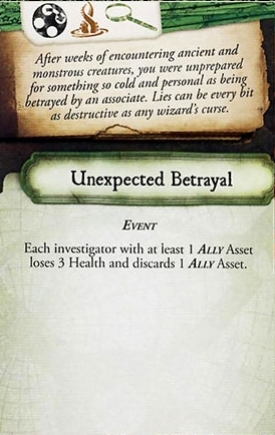 After weeks of encountering ancient and
monstrous creatures, you were unprepared
for something so cold and personal as being
betrayed by an associate. Lies can be every bit
as destructive as any wizard's curse.
Unexpected Betrayal
EVENT
Each investigator with at least 1 ALLY Asset
loses 3 Health and discards 1 ALLY Asset.